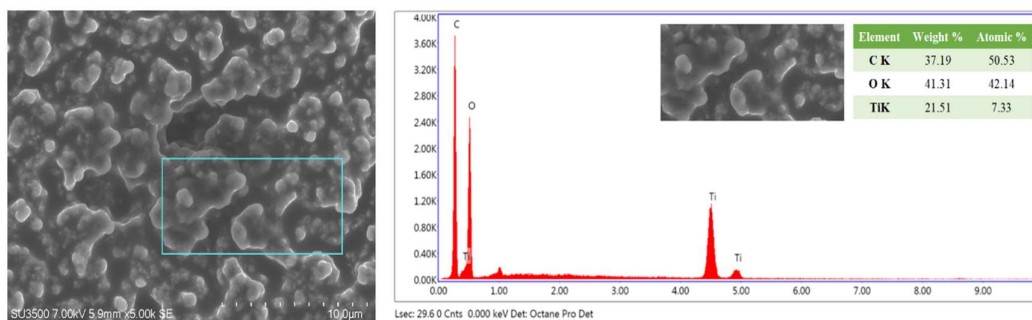 SU3500 7.00kV 5.9mm x5.00k SE 10.0µm
4.00K
3.60K
3.20K
2.80K
2.40K
2.00K
1.60K
1.20K
0.80K
0.40K
0.00K
C
O
Ti
Ti
Ti
0.00 1.00 2.00 3.00 4.00 5.00 6.00 7.00 8.00 9.00
Lsec: 29.6 0 Cnts 0.000 keV Det: Octane Pro Det
Element Weight % Atomic %
C K 37.19 50.53
O K 41.31 42.14
TiK 21.51 7.33